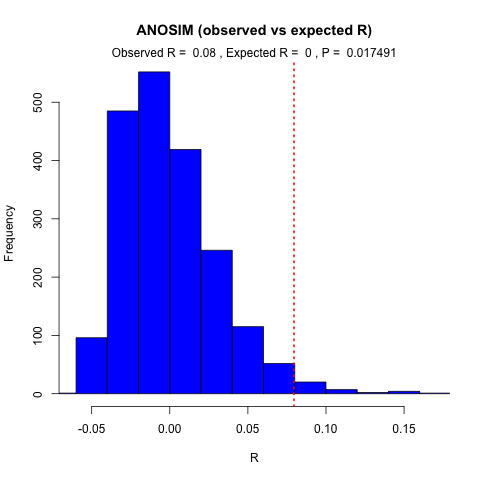 ANOSIM (observed vs expected R)
Observed R =  0.08 , Expected R =  0 , P =  0.017491
500
400
300
200
100
0
Frequency
-0.05 0.00 0.05 0.10 0.15
R